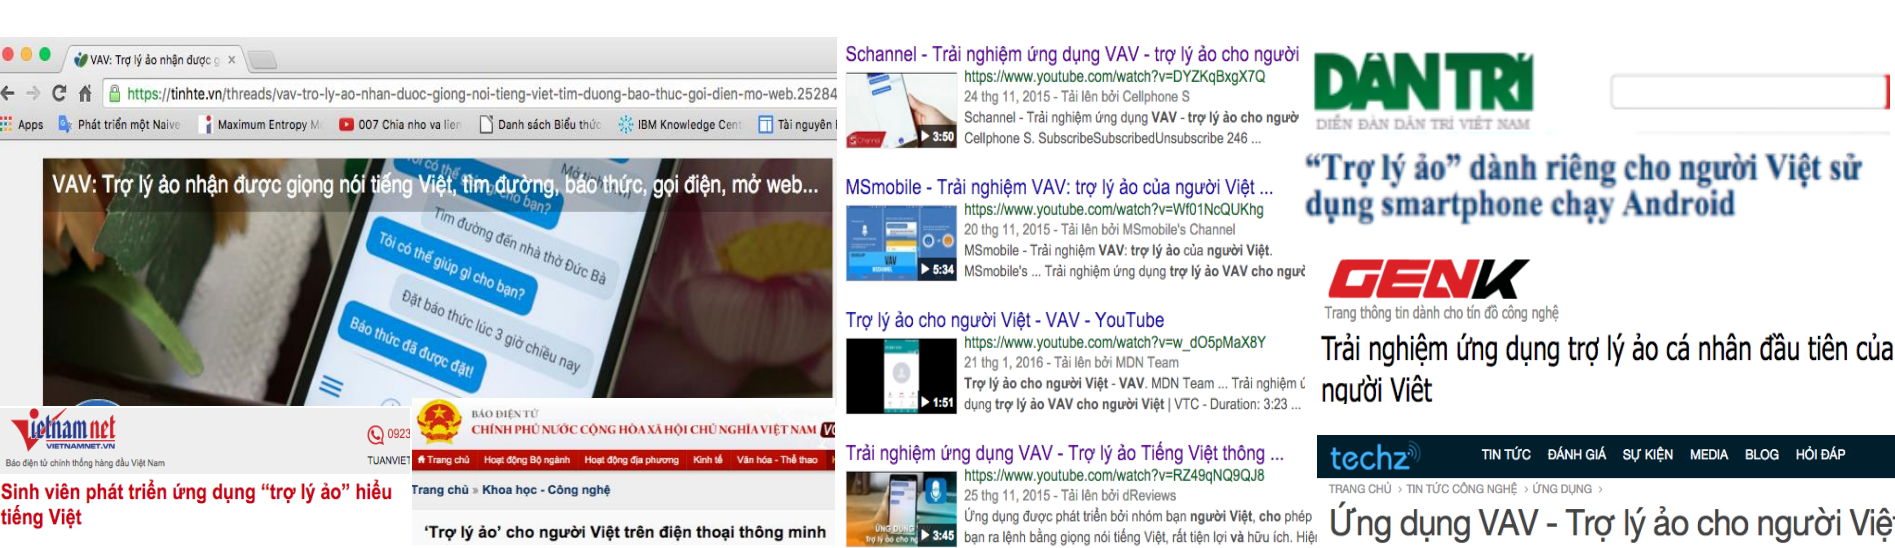 VAV: Trợ lý ảo nhận được g
https://tinhte.vn/threads/vav-tro-ly-ao-nhan-duoc-giong-noi-tieng-viet-tim-duong-bao-thuc-goi-dien-mo-web.25284
Apps Phát triển một Naive Maximum Entropy Mo 007 Chia nho va lien Danh sách Biểu thức IBM Knowledge Cent Tài nguyên
VAV: Trợ lý ảo nhận được giọng nói tiếng Việt, tìm đường, báo thức, gọi điện, mở web...
Tìm đường đến nhà thờ Đức Bà
Tôi có thể giúp gì cho bạn?
Đặt báo thức lúc 3 giờ chiều nay
Báo thức đã được đặt!
Vietnamnet
VIETNAMNET.VN
Báo điện tử chính thống hàng đầu Việt Nam
0923
TUANVIET
Sinh viên phát triển ứng dụng “trợ lý ảo” hiểu
tiếng Việt
BÁO ĐIỆN TỬ
CHÍNH PHỦ NƯỚC CỘNG HÒA XÃ HỘI CHỦ NGHĨA VIỆT NAM
Trang chủ Hoạt động Bộ ngành Hoạt động địa phương Kinh tế Văn hóa - Thể thao
Trang chủ » Khoa học - Công nghệ
‘Trợ lý ảo’ cho người Việt trên điện thoại thông minh
Schannel - Trải nghiệm ứng dụng VAV - trợ lý ảo cho người
https://www.youtube.com/watch?v=DYZKqBxgX7Q
24 thg 11, 2015 - Tải lên bởi Cellphone S
Schannel - Trải nghiệm ứng dụng VAV - trợ lý ảo cho ngườ
3:50
Cellphone S. SubscribeSubscribedUnsubscribe 246 ...
MSmobile - Trải nghiệm VAV: trợ lý ảo của người Việt ...
https://www.youtube.com/watch?v=Wf01NcQUKhg
20 thg 11, 2015 - Tải lên bởi MSmobile's Channel
MSmobile - Trải nghiệm VAV: trợ lý ảo của người Việt.
VAV
5:34
MSmobile's ... Trải nghiệm ứng dụng trợ lý ảo VAV cho ngườ
Trợ lý ảo cho người Việt - VAV - YouTube
https://www.youtube.com/watch?v=w_dO5pMaX8Y
21 thg 1, 2016 - Tải lên bởi MDN Team
Trợ lý ảo cho người Việt - VAV. MDN Team ... Trải nghiệm ứ
1:51
dụng trợ lý ảo VAV cho người Việt | VTC - Duration: 3:23 ...
Trải nghiệm ứng dụng VAV - Trợ lý ảo Tiếng Việt thông ...
https://www.youtube.com/watch?v=RZ49qNQ9QJ8
25 thg 11, 2015 - Tải lên bởi dReviews
Ứng dụng được phát triển bởi nhóm bạn người Việt, cho phép
3:45
bạn ra lệnh bằng giọng nói tiếng Việt, rất tiện lợi và hữu ích. Hiệ
DÂN TRÍ
DIỄN ĐÀN DÂN TRÍ VIỆT NAM
“Trợ lý ảo” dành riêng cho người Việt sử
dụng smartphone chạy Android
GENK
Trang thông tin dành cho tín đồ công nghệ
Trải nghiệm ứng dụng trợ lý ảo cá nhân đầu tiên của
người Việt
techz
TIN TỨC ĐÁNH GIÁ SỰ KIỆN MEDIA BLOG HỎI ĐÁP
TRANG CHỦ › TIN TỨC CÔNG NGHỆ › ỨNG DỤNG ›
Ứng dụng VAV - Trợ lý ảo cho người Việt